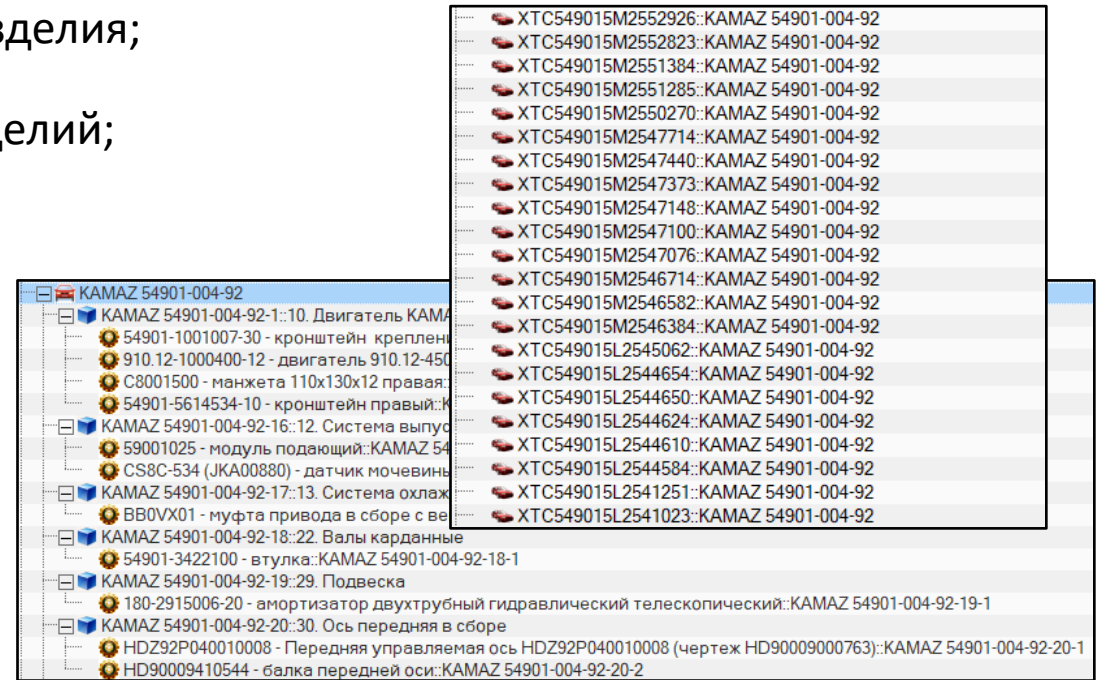 зделия;
делий;
XTC549015M2552926::KAMAZ 54901-004-92
XTC549015M2552823::KAMAZ 54901-004-92
XTC549015M2551384::KAMAZ 54901-004-92
XTC549015M2551285::KAMAZ 54901-004-92
XTC549015M2550270::KAMAZ 54901-004-92
XTC549015M2547714::KAMAZ 54901-004-92
XTC549015M2547440::KAMAZ 54901-004-92
XTC549015M2547373::KAMAZ 54901-004-92
XTC549015M2547148::KAMAZ 54901-004-92
XTC549015M2547100::KAMAZ 54901-004-92
XTC549015M2547076::KAMAZ 54901-004-92
XTC549015M2546714::KAMAZ 54901-004-92
XTC549015M2546582::KAMAZ 54901-004-92
XTC549015M2546384::KAMAZ 54901-004-92
XTC549015L2545062::KAMAZ 54901-004-92
XTC549015L2544654::KAMAZ 54901-004-92
XTC549015L2544650::KAMAZ 54901-004-92
XTC549015L2544624::KAMAZ 54901-004-92
XTC549015L2544610::KAMAZ 54901-004-92
XTC549015L2544584::KAMAZ 54901-004-92
XTC549015L2541251::KAMAZ 54901-004-92
XTC549015L2541023::KAMAZ 54901-004-92
KAMAZ 54901-004-92
KAMAZ 54901-004-92-1::10. Двигатель KAMA
54901-1001007-30 - кронштейн креплени
910.12-1000400-12 - двигатель 910.12-450
C8001500 - манжета 110x130x12 правая:
54901-5614534-10 - кронштейн правый::K
KAMAZ 54901-004-92-16::12. Система выпус
59001025 - модуль подающий::KAMAZ 54
CS8C-534 (JKA00880) - датчик мочевины
KAMAZ 54901-004-92-17::13. Система охлаж
BB0VX01 - муфта привода в сборе с ве
KAMAZ 54901-004-92-18::22. Валы карданные
54901-3422100 - втулка::KAMAZ 54901-004-92-18-1
KAMAZ 54901-004-92-19::29. Подвеска
180-2915006-20 - амортизатор двухтрубный гидравлический телескопический::KAMAZ 54901-004-92-19-1
KAMAZ 54901-004-92-20::30. Ось передняя в сборе
HDZ92P040010008 - Передняя управляемая ось HDZ92P040010008 (чертеж HD90009000763)::KAMAZ 54901-004-92-20-1
HD90009410544 - балка передней оси::KAMAZ 54901-004-92-20-2